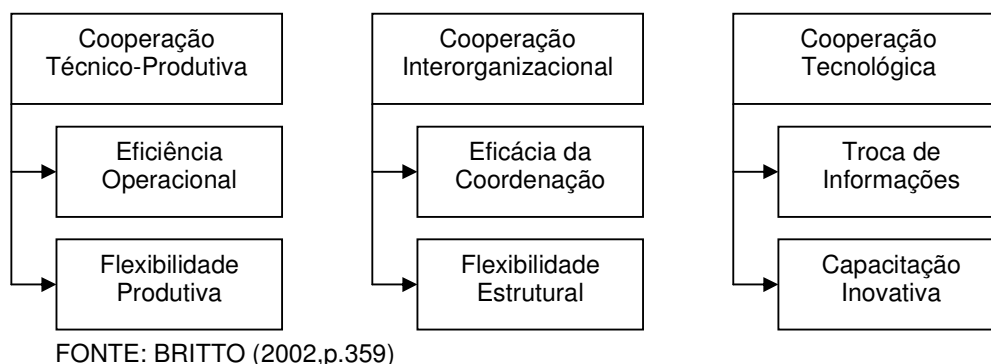 Cooperação
Técnico-Produtiva
Cooperação
Interorganizacional
Cooperação
Tecnológica
Eficiência
Operacional
Eficácia da
Coordenação
Troca de
Informações
Flexibilidade
Produtiva
Flexibilidade
Estrutural
Capacitação
Inovativa
FONTE: BRITTO (2002,p.359)